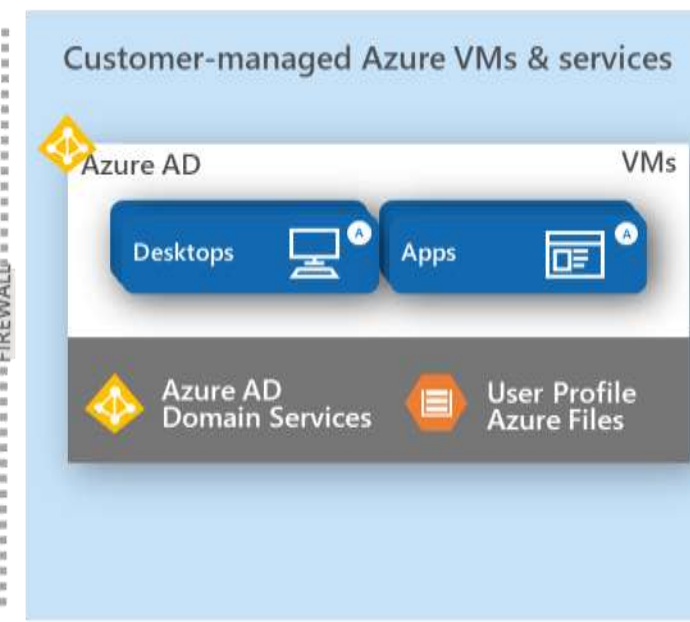 Customer-managed Azure VMs & services
Azure AD
VMs
Desktops
A
Apps
A
FIREWALL
Azure AD
Domain Services
User Profile
Azure Files